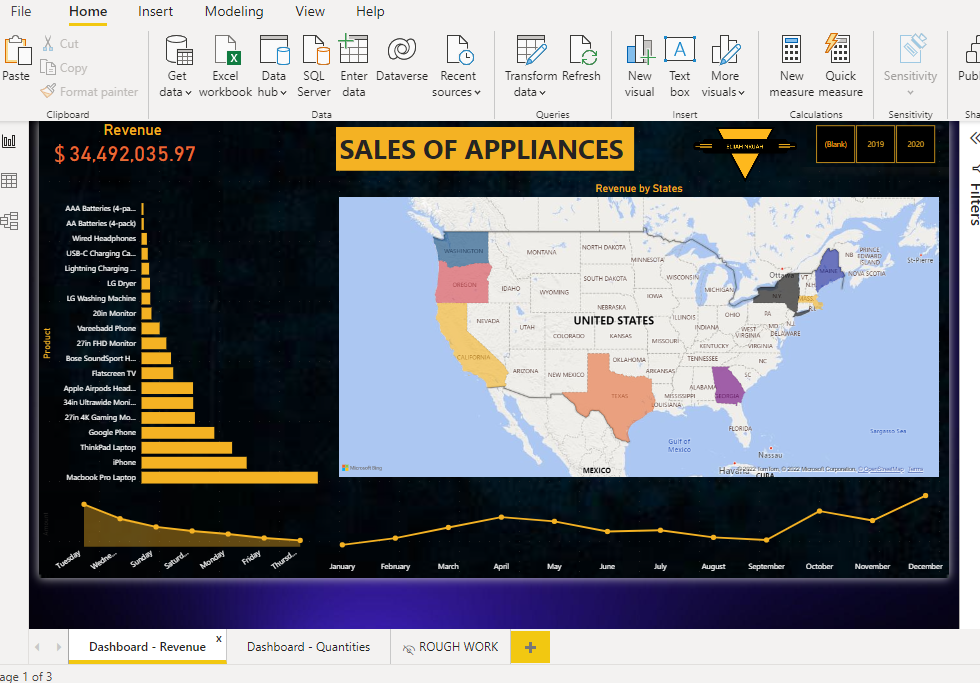 File Home Insert Modeling View Help
Paste
Cut
Copy
Format painter
Clipboard
Get data
Excel workbook
Data hub
SQL Server
Enter data
Dataverse
Recent sources
Data
Transform data
Refresh
Queries
New visual
Text box
More visuals
Insert
New measure
Quick measure
Calculations
Sensitivity
Sensitivity
Publ
Sha
Revenue
$ 34,492,035.97
SALES OF APPLIANCES
(Blank) 2019 2020
Filters
Product
AAA Batteries (4-pa...
AA Batteries (4-pack)
Wired Headphones
USB-C Charging Ca...
Lightning Charging ...
LG Dryer
LG Washing Machine
20in Monitor
Vareebadd Phone
27in FHD Monitor
Bose SoundSport H...
Flatscreen TV
Apple Airpods Head...
34in Ultrawide Mon...
27in 4K Gaming Mo...
Google Phone
ThinkPad Laptop
iPhone
Macbook Pro Laptop
Revenue by States
WASHINGTON
MONTANA
NORTH DAKOTA
MINNESOTA
Ottawa
MAINE
NB
PRINCE
EDWARD
ISLAND
NOVA SCOTIA
St-Pierre
OREGON
IDAHO
WYOMING
SOUTH DAKOTA
WISCONSIN
MICHIGAN
VT
N.H.
NY
MASS
NEVADA
UTAH
COLORADO
NEBRASKA
IOWA
UNITED STATES
KANSAS
MISSOURI
ILLINOIS
INDIANA
OHIO
PA
N.J.
MD
DELAWARE
WEST
VIRGINIA
VIRGINIA
KENTUCKY
CALIFORNIA
ARIZONA
NEW MEXICO
OKLAHOMA
ARKANSAS
TENNESSEE
NC
SC
TEXAS
LOUISIANA
MISSISSIPPI
ALABAMA
GEORGIA
FLORIDA
Gulf of
Mexico
Sargasso Sea
Nassau
MEXICO
Havana
CUBA
Microsoft Bing
© 2022 TomTom, © 2022 Microsoft Corporation, © OpenStreetMap Terms
Tuesday Wedne... Sunday Saturd... Monday Friday Thursd...
January February March April May June July August September October November December
Dashboard - Revenue x
Dashboard - Quantities
ROUGH WORK
+
age 1 of 3